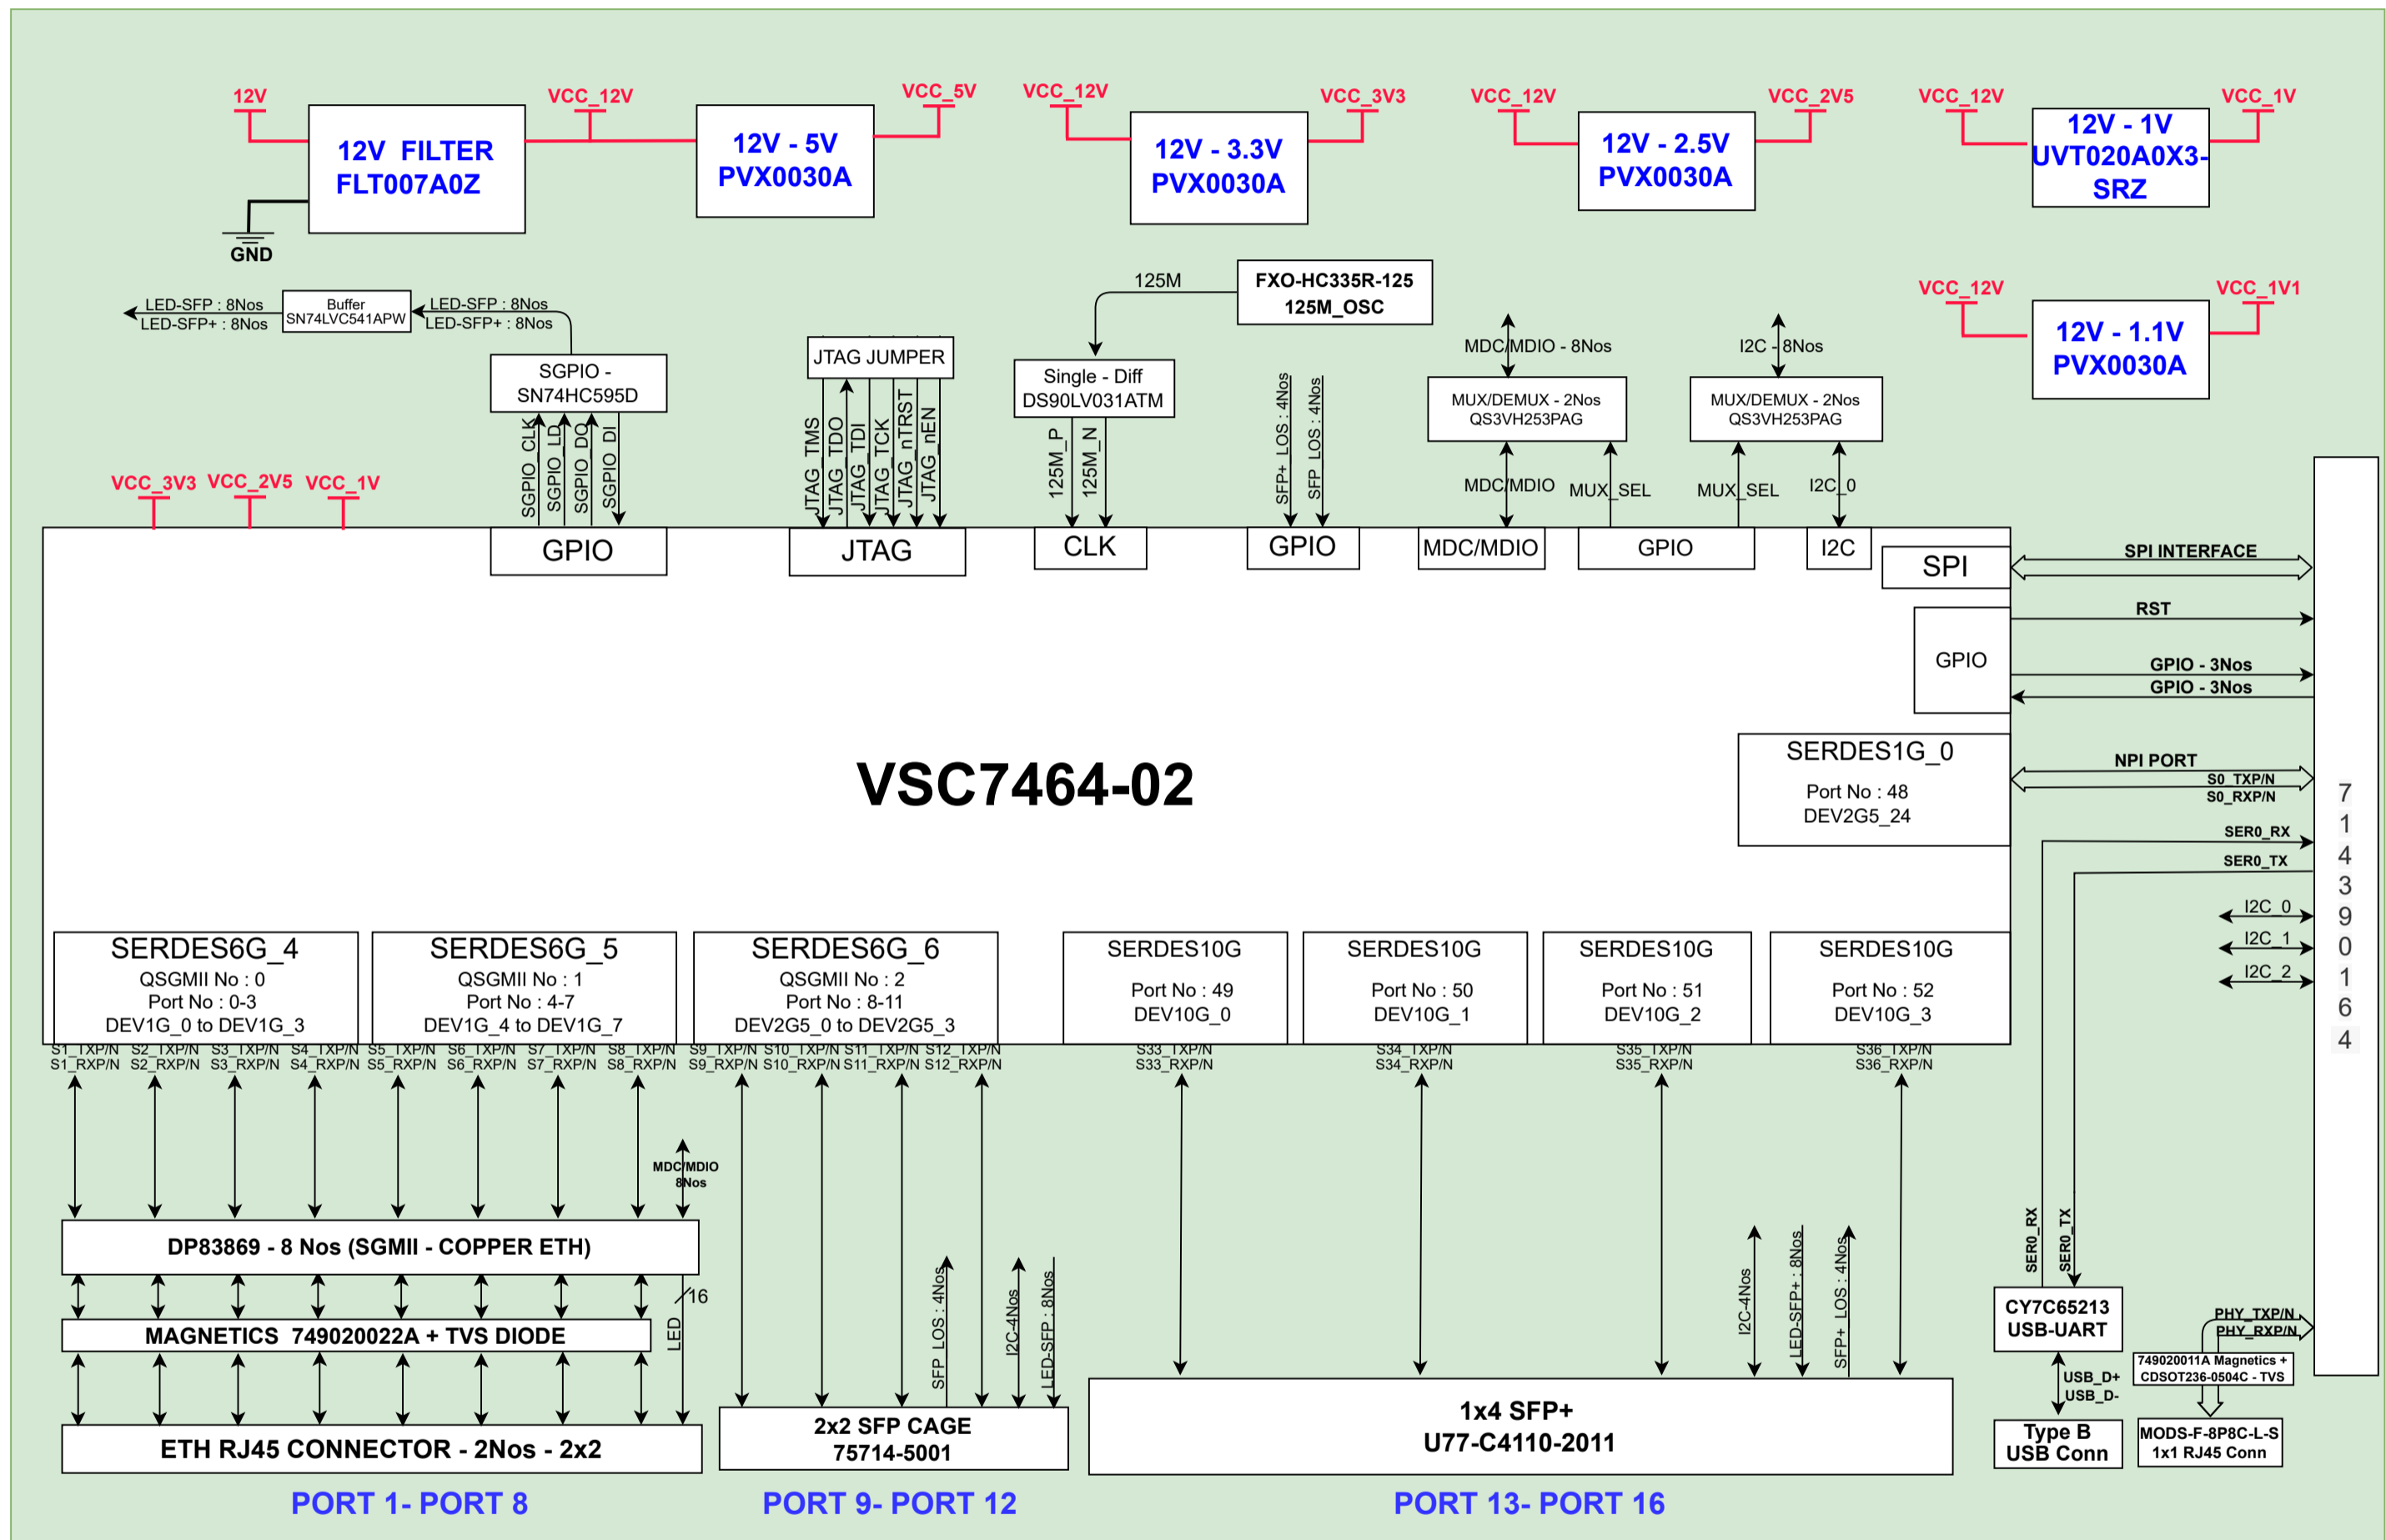 12V
VCC_12V
VCC_5V
VCC_12V
VCC_3V3
VCC_12V
VCC_2V5
VCC_12V
VCC_1V
12V FILTER
FLT007A0Z
12V - 5V
PVX0030A
12V - 3.3V
PVX0030A
12V - 2.5V
PVX0030A
12V - 1V
UVT020A0X3-
SRZ
GND
LED-SFP : 8Nos
LED-SFP+ : 8Nos
Buffer
SN74LVC541APW
LED-SFP : 8Nos
LED-SFP+ : 8Nos
125M
FXO-HC335R-125
125M_OSC
VCC_12V
VCC_1V1
12V - 1.1V
PVX0030A
SGPIO -
SN74HC595D
JTAG JUMPER
Single - Diff
DS90LV031ATM
MDC/MDIO - 8Nos
I2C - 8Nos
MUX/DEMUX - 2Nos
QS3VH253PAG
MUX/DEMUX - 2Nos
QS3VH253PAG
SGPIO_CLK
SGPIO_LD
SGPIO_DO
SGPIO_DI
JTAG_TMS
JTAG_TDO
JTAG_TDI
JTAG_TCK
JTAG_nTRST
JTAG_nEN
125M_P
125M_N
SFP+ LOS : 4Nos
SFP LOS : 4Nos
MDC/MDIO
MUX_SEL
MUX_SEL
I2C_0
VCC_3V3
VCC_2V5
VCC_1V
GPIO
JTAG
CLK
GPIO
MDC/MDIO
GPIO
I2C
SPI
SPI INTERFACE
RST
GPIO
GPIO - 3Nos
GPIO - 3Nos
VSC7464-02
SERDES1G_0
Port No : 48
DEV2G5_24
NPI PORT
S0_TXP/N
S0_RXP/N
SER0_RX
SER0_TX
I2C_0
I2C_1
I2C_2
7
1
4
3
9
0
1
6
4
SERDES6G_4
QSGMII No : 0
Port No : 0-3
DEV1G_0 to DEV1G_3
SERDES6G_5
QSGMII No : 1
Port No : 4-7
DEV1G_4 to DEV1G_7
SERDES6G_6
QSGMII No : 2
Port No : 8-11
DEV2G5_0 to DEV2G5_3
SERDES10G
Port No : 49
DEV10G_0
SERDES10G
Port No : 50
DEV10G_1
SERDES10G
Port No : 51
DEV10G_2
SERDES10G
Port No : 52
DEV10G_3
S1_TXP/N
S1_RXP/N
S2_TXP/N
S2_RXP/N
S3_TXP/N
S3_RXP/N
S4_TXP/N
S4_RXP/N
S5_TXP/N
S5_RXP/N
S6_TXP/N
S6_RXP/N
S7_TXP/N
S7_RXP/N
S8_TXP/N
S8_RXP/N
S9_TXP/N
S9_RXP/N
S10_TXP/N
S10_RXP/N
S11_TXP/N
S11_RXP/N
S12_TXP/N
S12_RXP/N
S33_TXP/N
S33_RXP/N
S34_TXP/N
S34_RXP/N
S35_TXP/N
S35_RXP/N
S36_TXP/N
S36_RXP/N
MDC/MDIO
8Nos
DP83869 - 8 Nos (SGMII - COPPER ETH)
16
LED
MAGNETICS 749020022A + TVS DIODE
ETH RJ45 CONNECTOR - 2Nos - 2x2
SFP LOS : 4Nos
I2C-4Nos
LED-SFP : 8Nos
2x2 SFP CAGE
75714-5001
I2C-4Nos
LED-SFP+ : 8Nos
SFP+ LOS : 4Nos
1x4 SFP+
U77-C4110-2011
SER0_RX
SER0_TX
CY7C65213
USB-UART
USB_D+
USB_D-
Type B
USB Conn
PHY_TXP/N
PHY_RXP/N
749020011A Magnetics +
CDSOT236-0504C - TVS
MODS-F-8P8C-L-S
1x1 RJ45 Conn
PORT 1- PORT 8
PORT 9- PORT 12
PORT 13- PORT 16